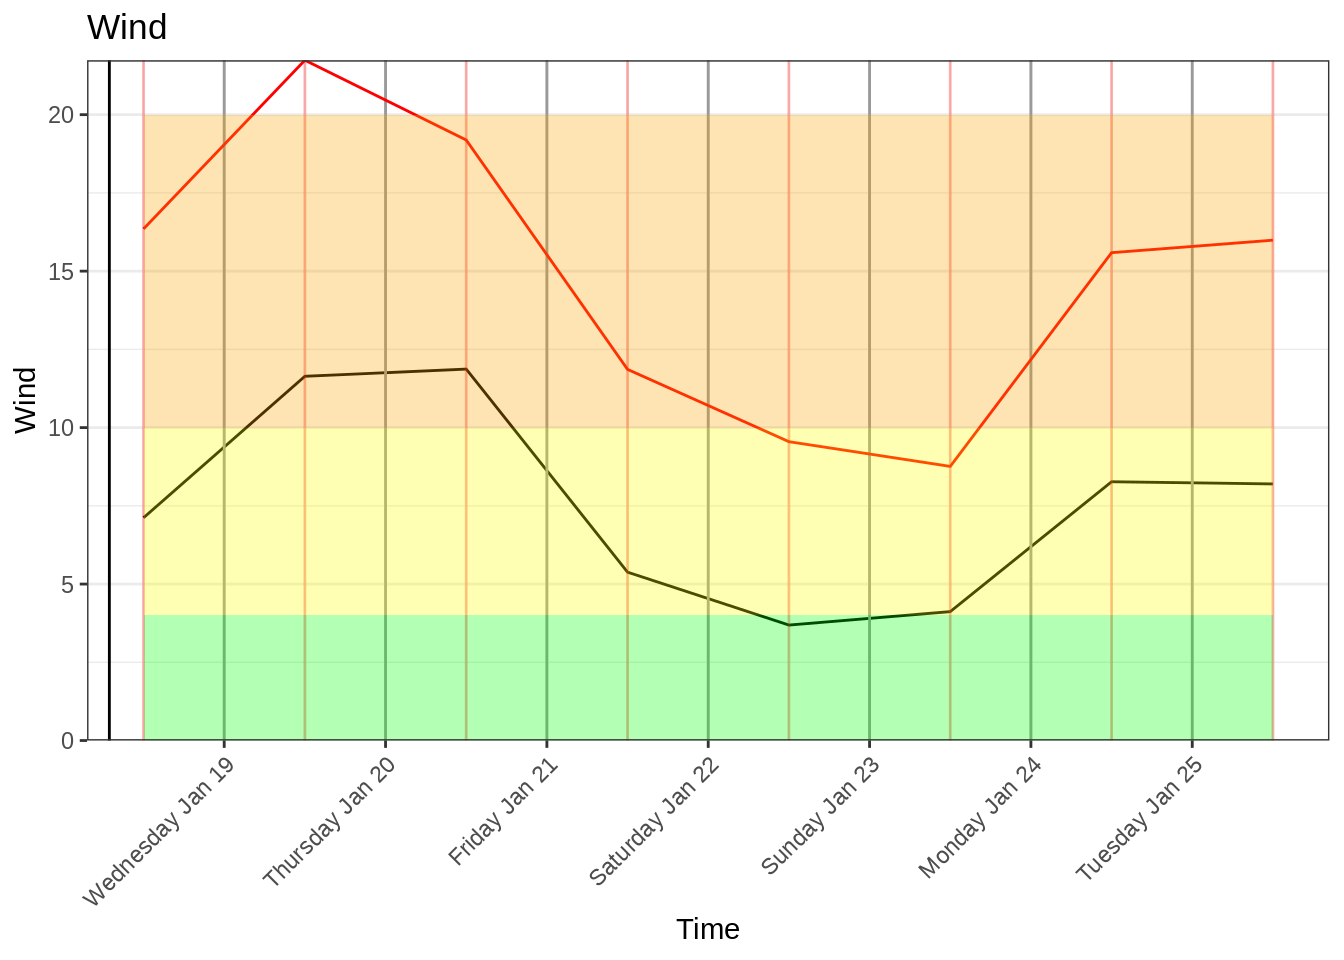 Wind
20
15
10
5
0
Wind
Wednesday Jan 19
Thursday Jan 20
Friday Jan 21
Saturday Jan 22
Sunday Jan 23
Monday Jan 24
Tuesday Jan 25
Time